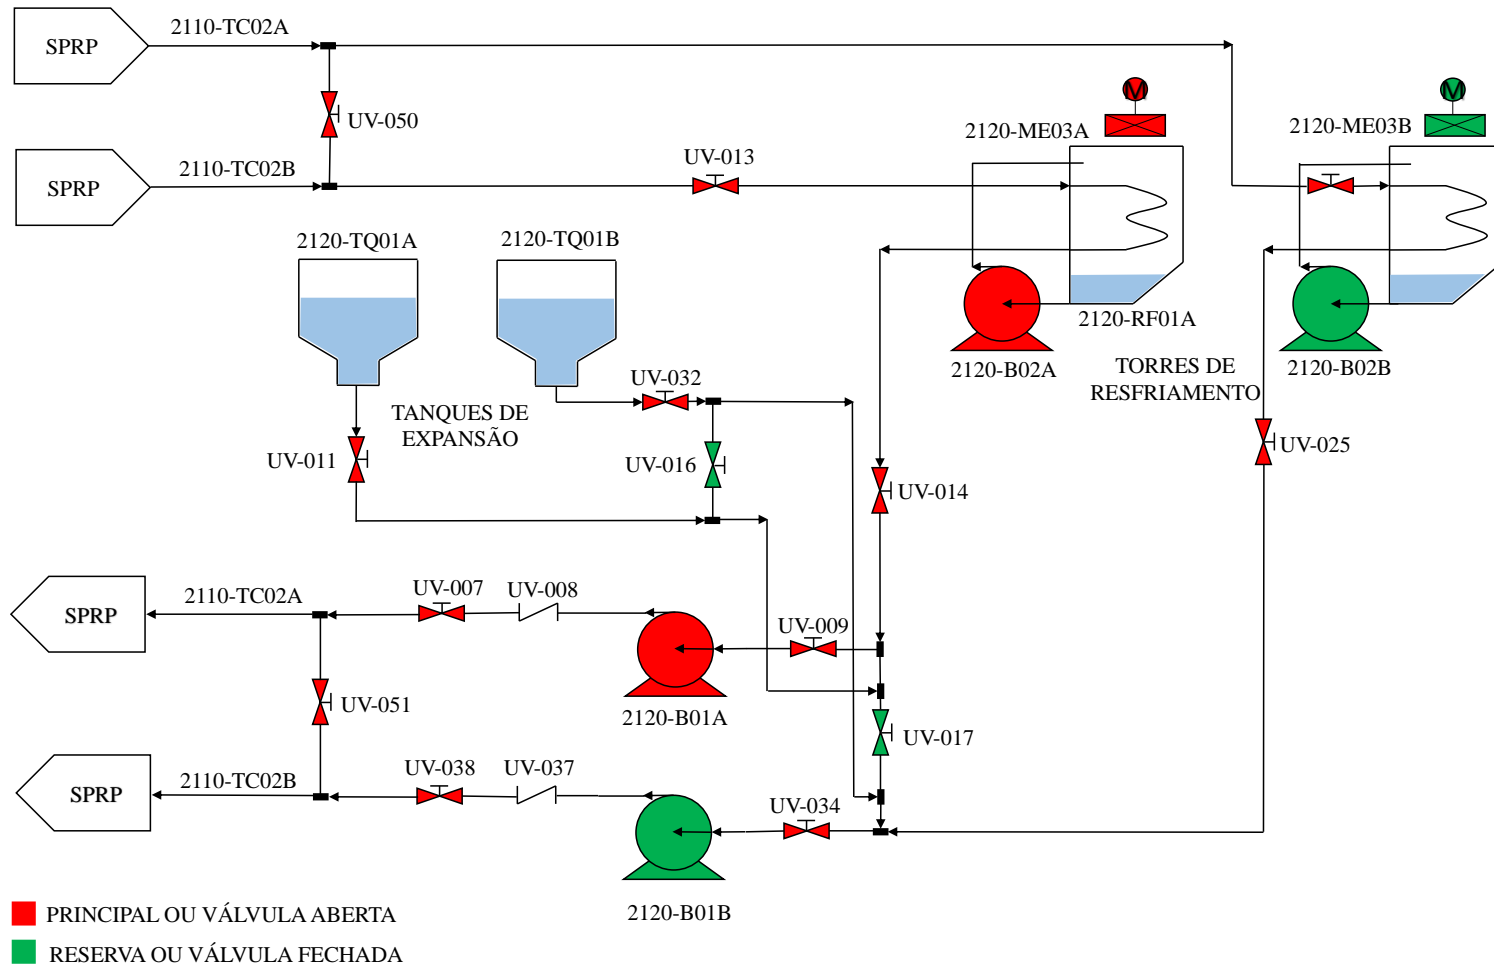 2110-TC02A
SPRP
UV-050
2120-ME03A
M
2120-ME03B
M
2110-TC02B
SPRP
UV-013
2120-TQ01A
2120-TQ01B
2120-RF01A
2120-B02A
TORRES DE
RESFRIAMENTO
2120-B02B
UV-032
TANQUES DE
EXPANSÃO
UV-011
UV-016
UV-014
UV-025
2110-TC02A
UV-007
UV-008
SPRP
UV-009
UV-051
2120-B01A
UV-017
2110-TC02B
UV-038
UV-037
SPRP
UV-034
2120-B01B
PRINCIPAL OU VÁLVULA ABERTA
RESERVA OU VÁLVULA FECHADA